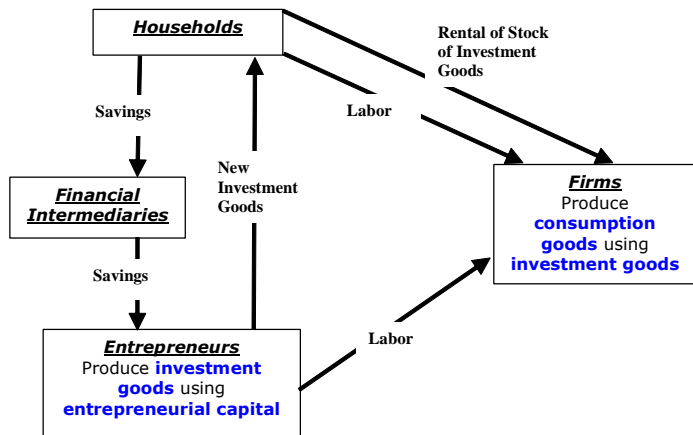 Households
Rental of Stock
of Investment
Goods
Savings
Labor
New
Investment
Goods
Financial
Intermediaries
Firms
Produce
consumption
goods using
investment goods
Savings
Labor
Entrepreneurs
Produce investment
goods using
entrepreneurial capital